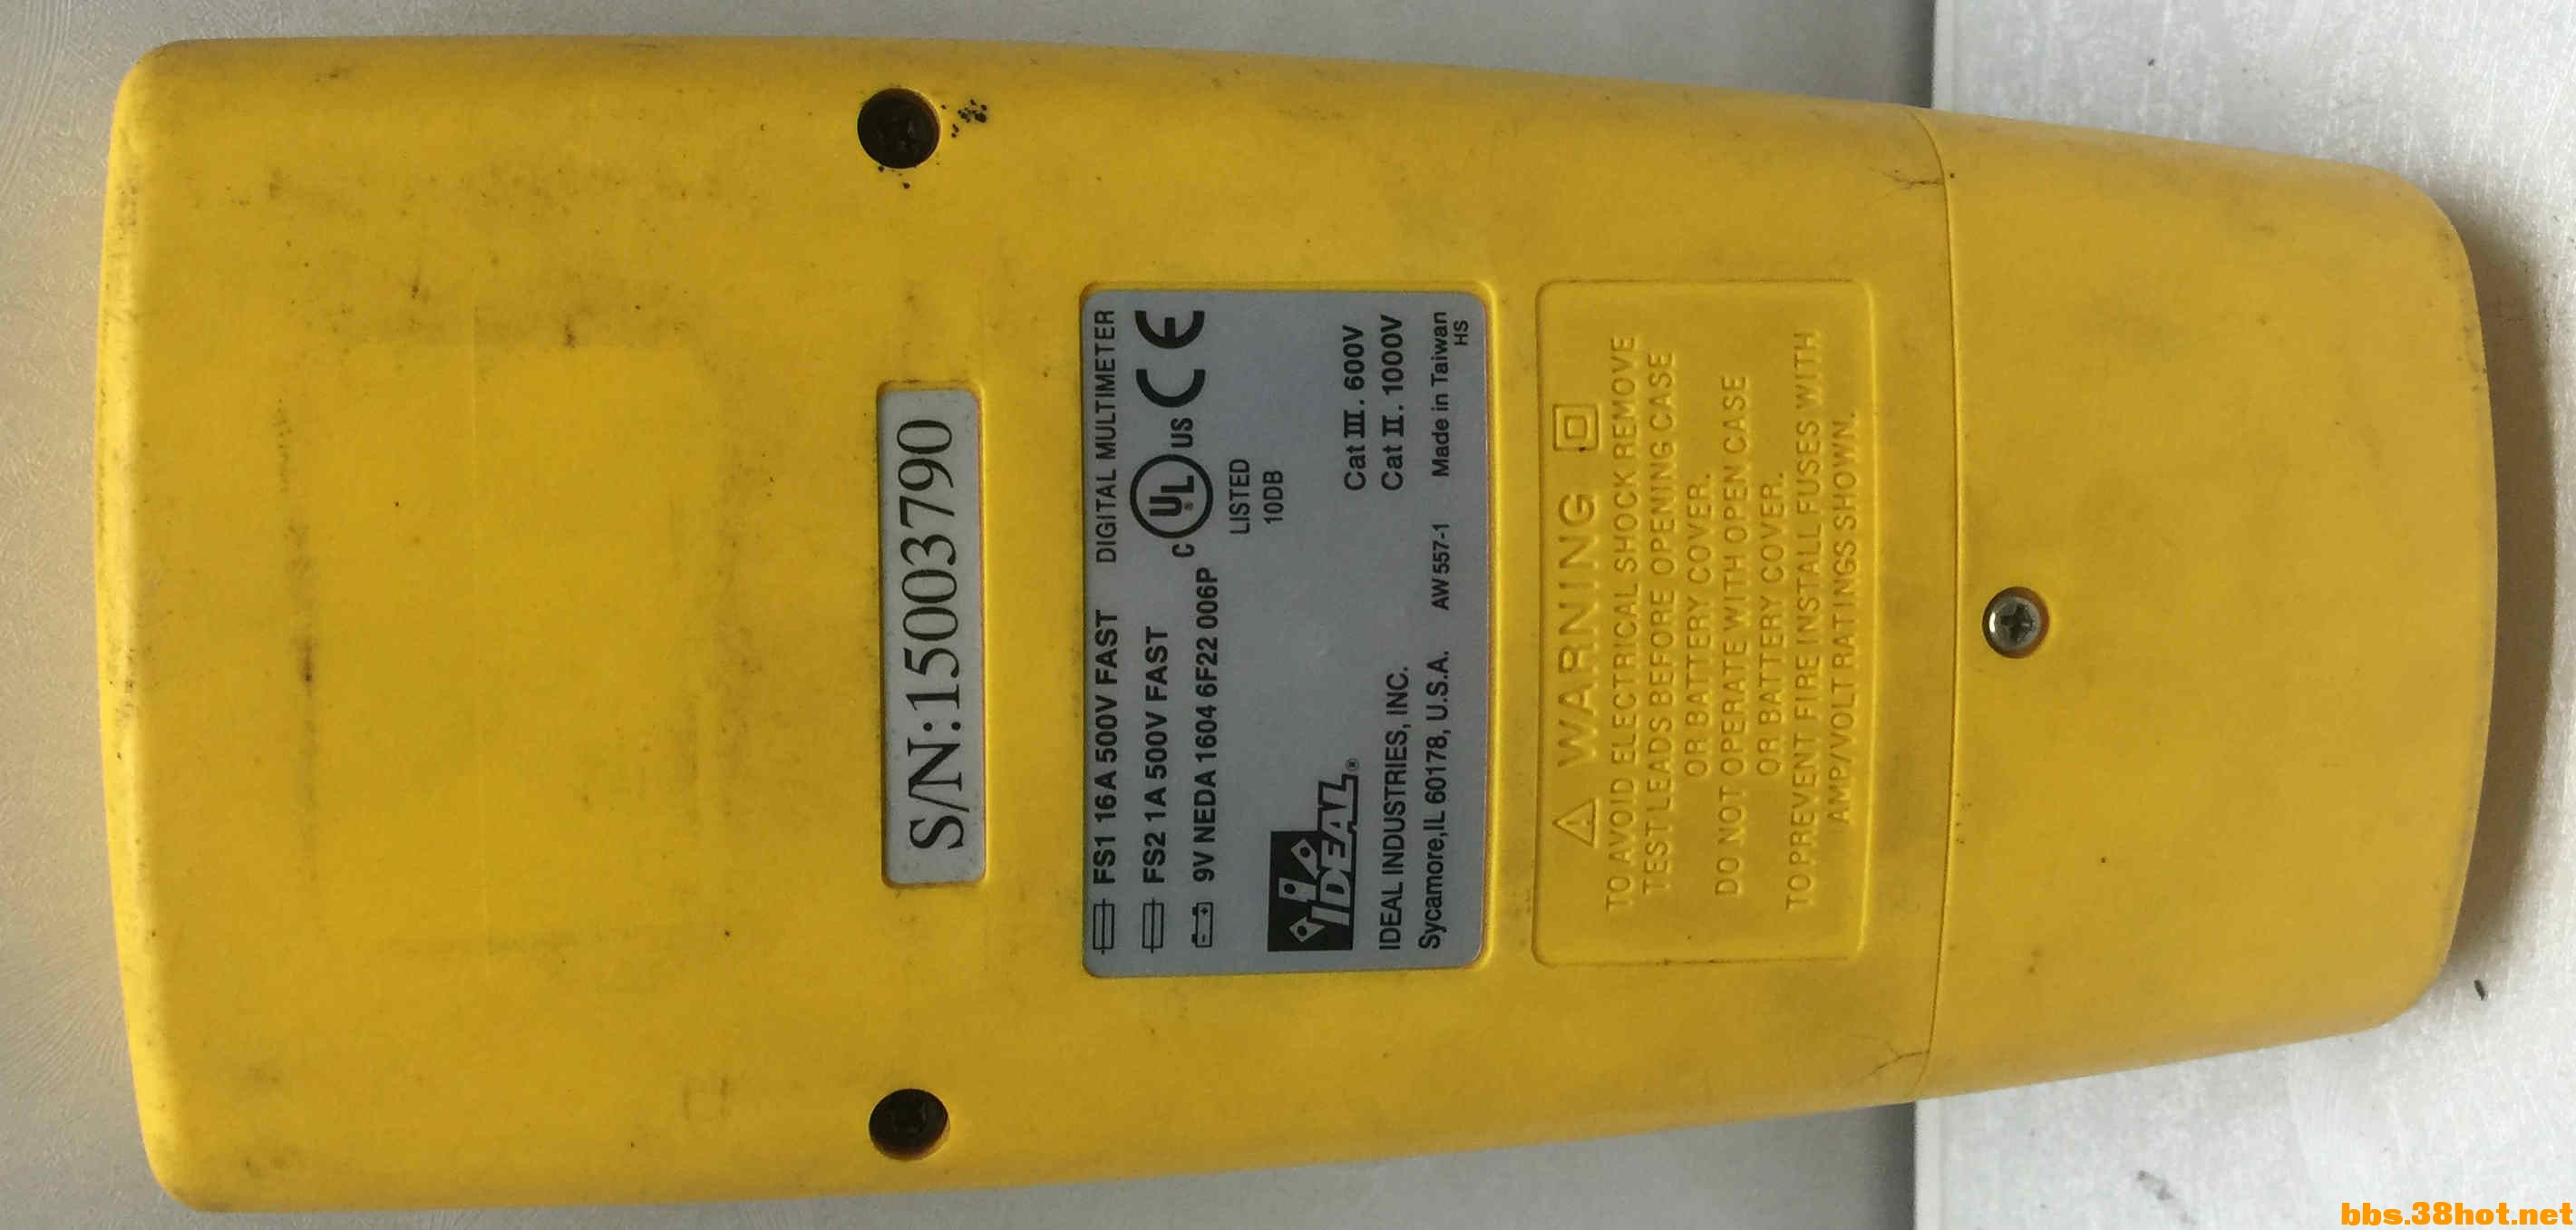 S/N:15003790
FS1 16A 500V FAST DIGITAL MULTIMETER
FS2 1A 500V FAST
9V NEDA 1604 6F22 006P
C UL US CE
LISTED
10DB
IDEAL®
Cat III. 600V
IDEAL INDUSTRIES, INC. Cat II. 1000V
Sycamore,IL 60178, U.S.A. AW557-1 Made in Taiwan
HS
WARNING
TO AVOID ELECTRICAL SHOCK REMOVE
TEST LEADS BEFORE OPENING CASE
OR BATTERY COVER.
DO NOT OPERATE WITH OPEN CASE
OR BATTERY COVER.
TO PREVENT FIRE INSTALL FUSES WITH
AMP/VOLT RATINGS SHOWN.
bbs.38hot.net